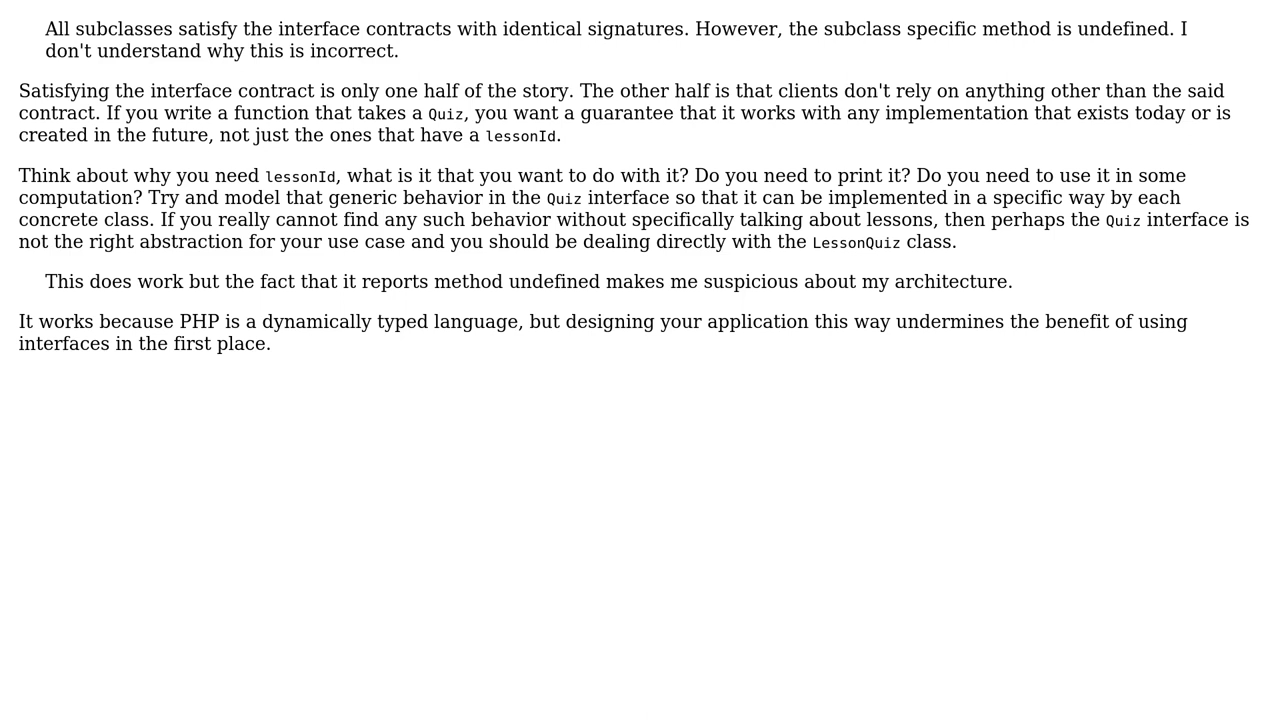 All subclasses satisfy the interface contracts with identical signatures. However, the subclass specific method is undefined. I
don't understand why this is incorrect.
Satisfying the interface contract is only one half of the story. The other half is that clients don't rely on anything other than the said
contract. If you write a function that takes a Quiz, you want a guarantee that it works with any implementation that exists today or is
created in the future, not just the ones that have a lessonId.
Think about why you need lessonId, what is it that you want to do with it? Do you need to print it? Do you need to use it in some
computation? Try and model that generic behavior in the Quiz interface so that it can be implemented in a specific way by each
concrete class. If you really cannot find any such behavior without specifically talking about lessons, then perhaps the Quiz interface is
not the right abstraction for your use case and you should be dealing directly with the LessonQuiz class.
This does work but the fact that it reports method undefined makes me suspicious about my architecture.
It works because PHP is a dynamically typed language, but designing your application this way undermines the benefit of using
interfaces in the first place.